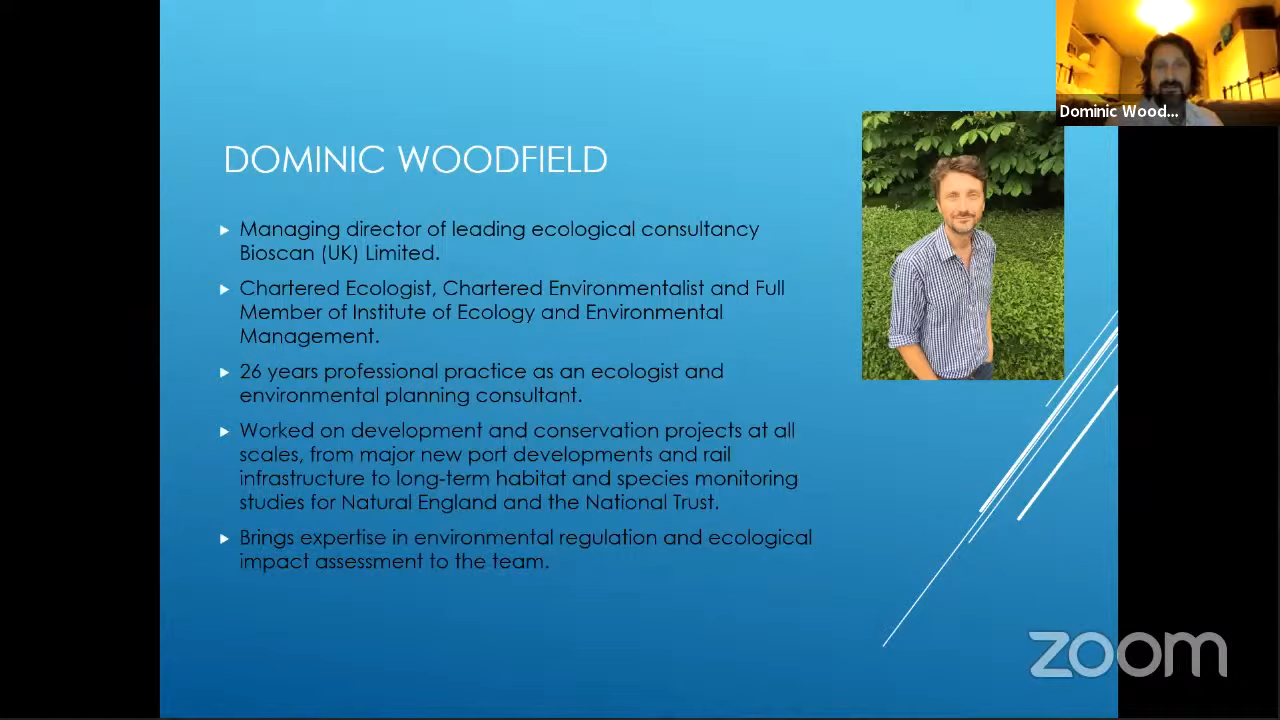 Dominic Wood...
DOMINIC WOODFIELD
Managing director of leading ecological consultancy
Bioscan (UK) Limited.
Chartered Ecologist, Chartered Environmentalist and Full
Member of Institute of Ecology and Environmental
Management.
26 years professional practice as an ecologist and
environmental planning consultant.
Worked on development and conservation projects at all
scales, from major new port developments and rail
infrastructure to long-term habitat and species monitoring
studies for Natural England and the National Trust.
Brings expertise in environmental regulation and ecological
impact assessment to the team.
zoom